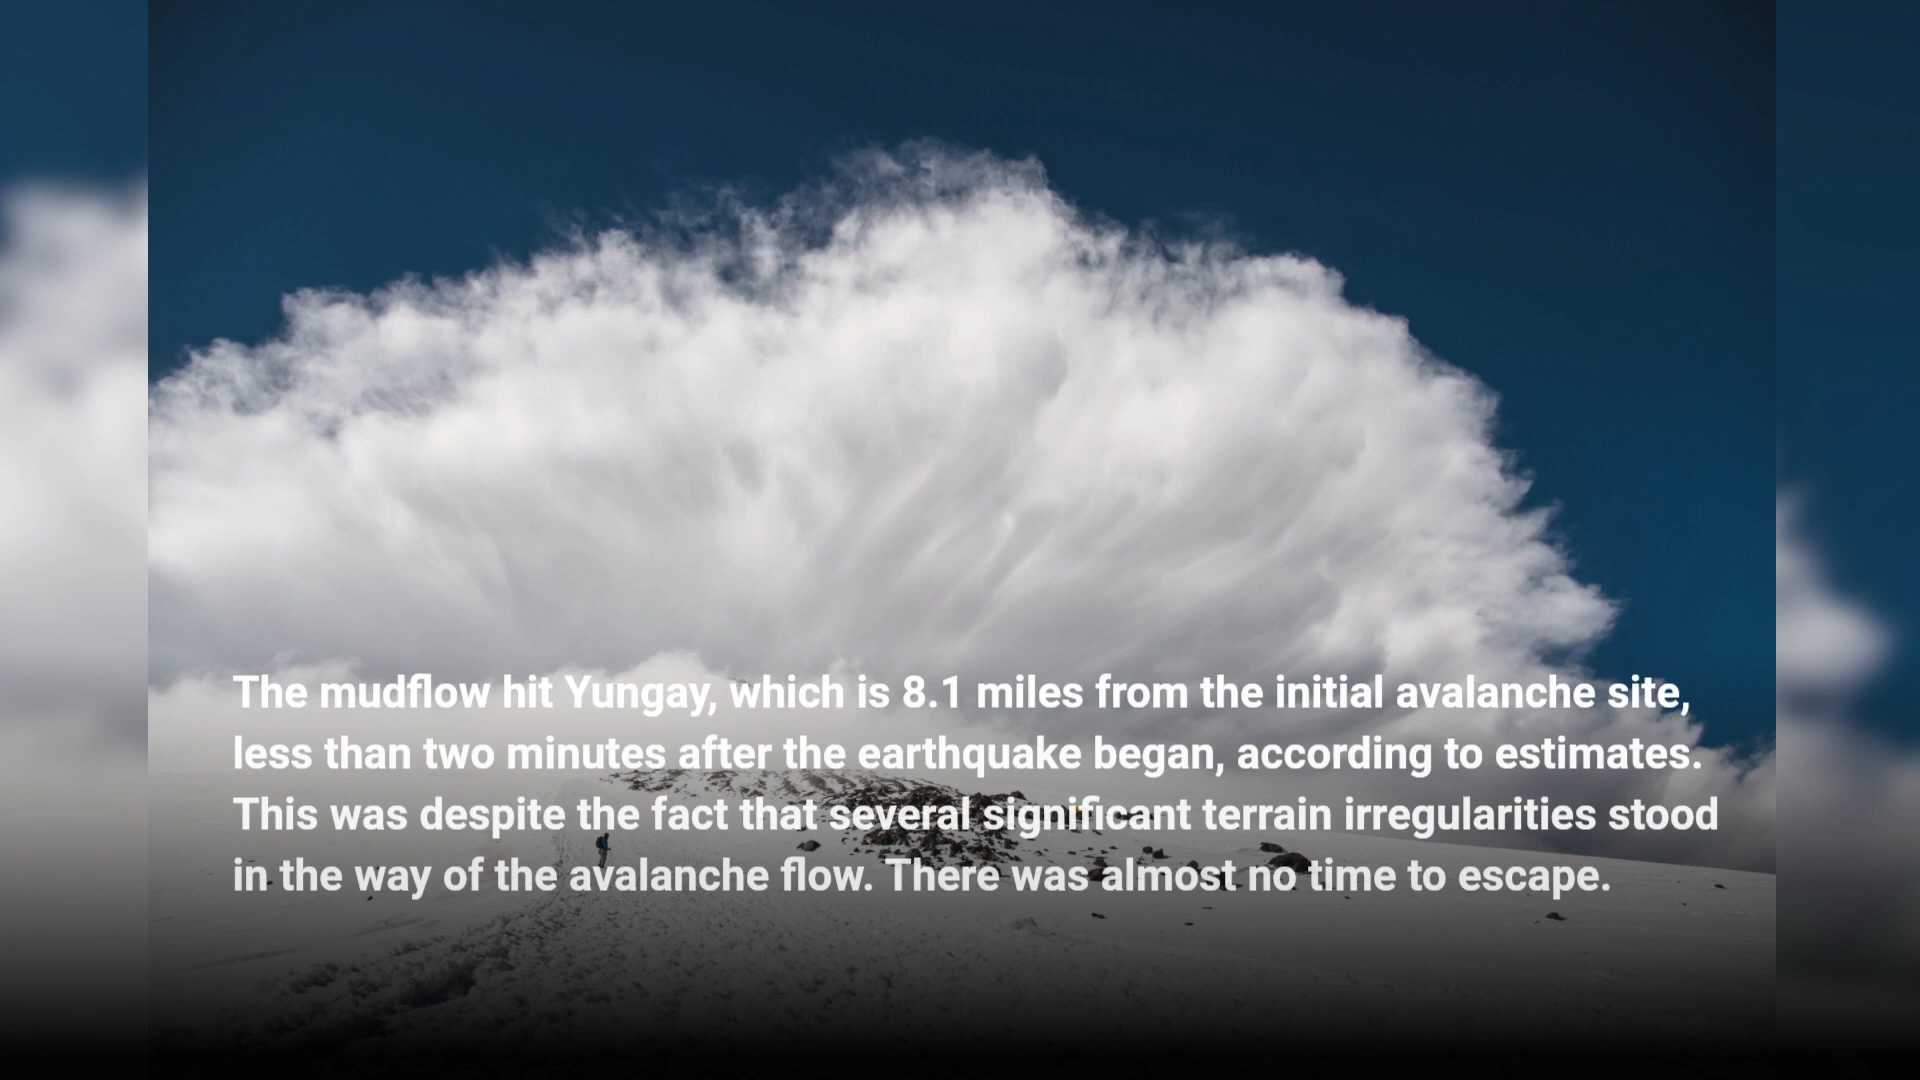 The mudflow hit Yungay, which is 8.1 miles from the initial avalanche site,
less than two minutes after the earthquake began, according to estimates.
This was despite the fact that several significant terrain irregularities stood
in the way of the avalanche flow. There was almost no time to escape.